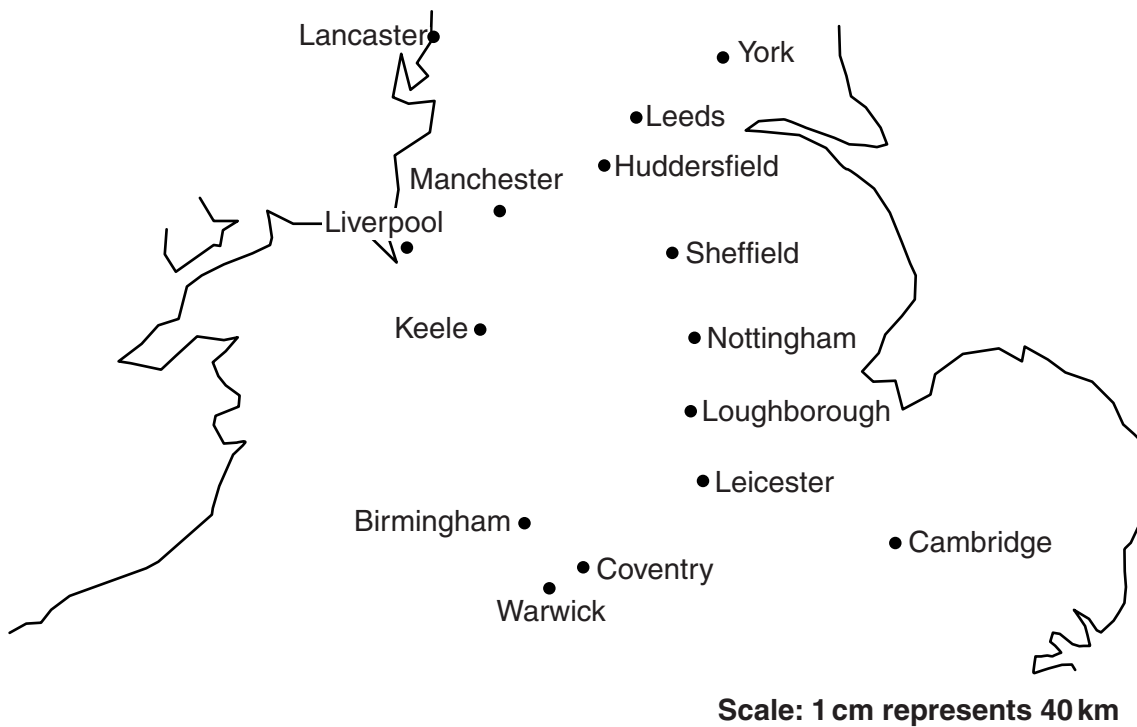 Lancaster
York
Leeds
Huddersfield
Manchester
Liverpool
Sheffield
Keele
Nottingham
Loughborough
Leicester
Birmingham
Cambridge
Coventry
Warwick
Scale: 1 cm represents 40 km